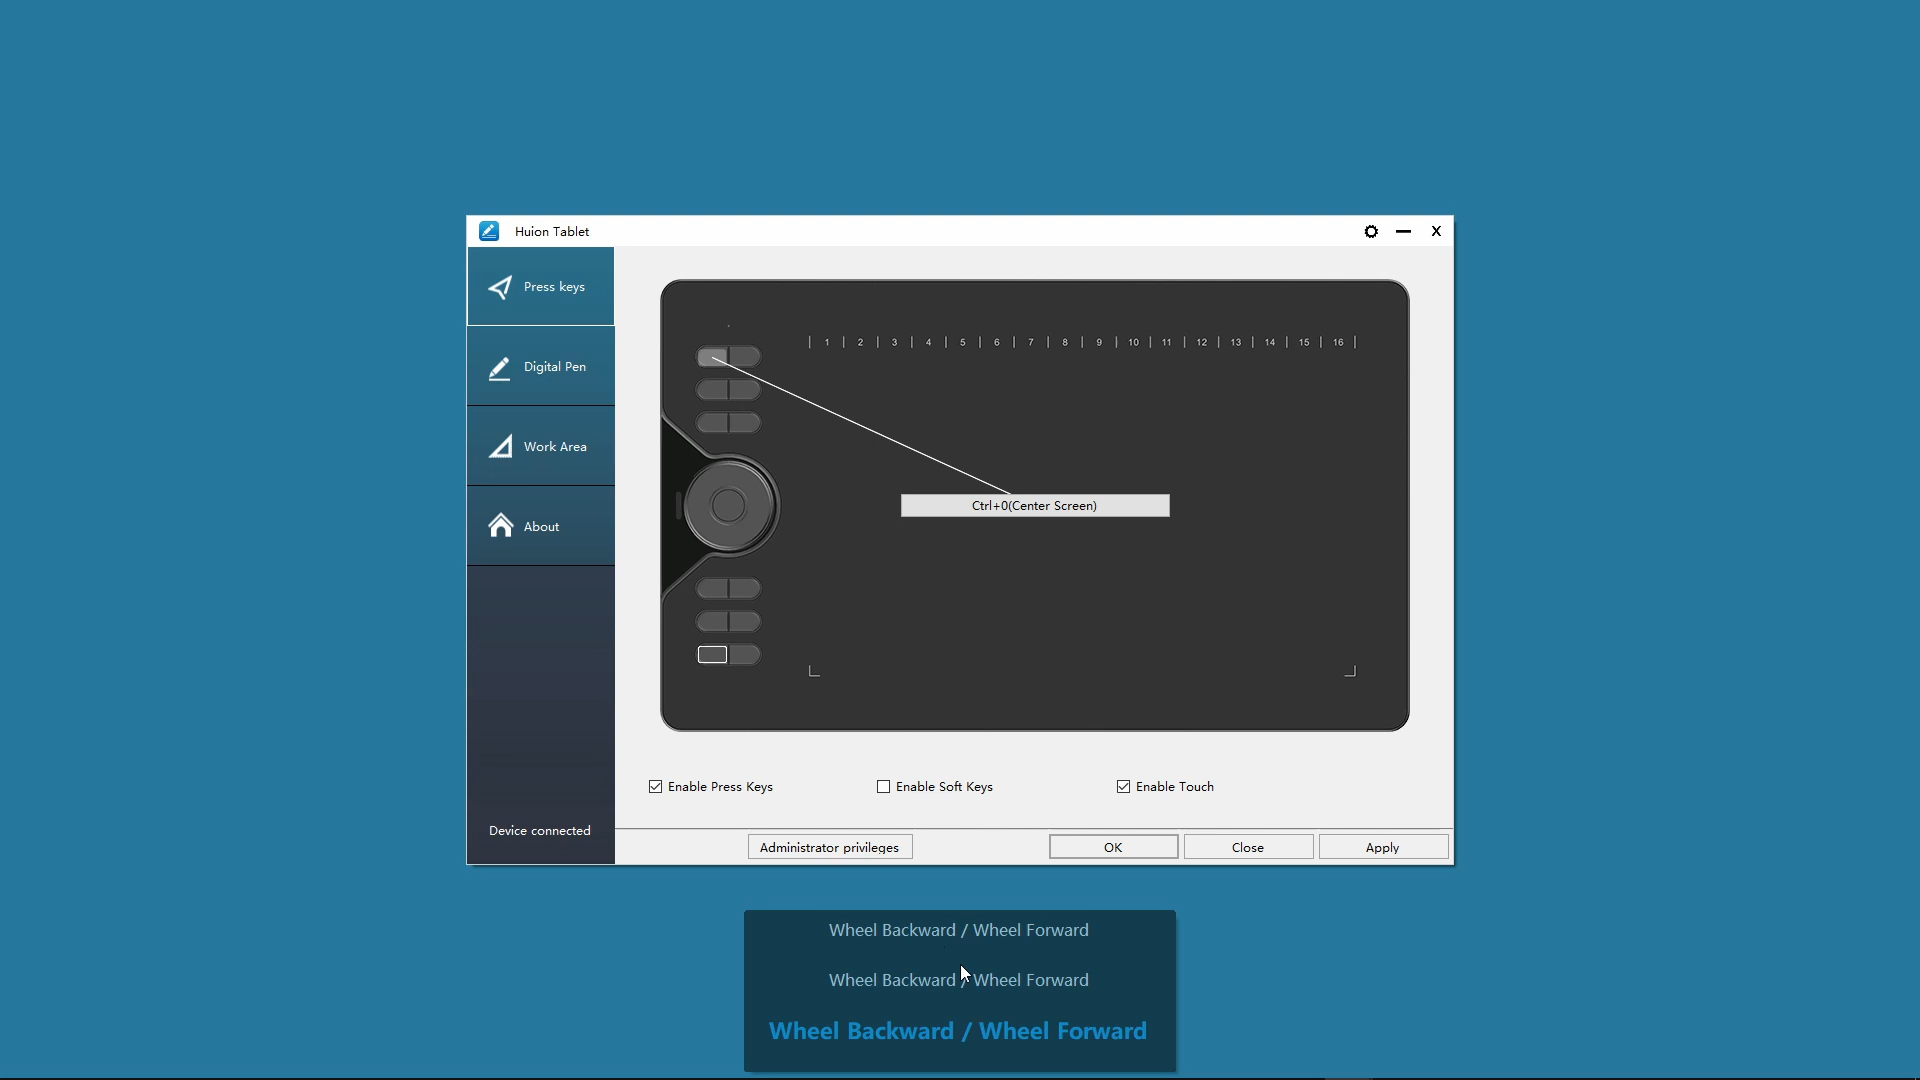 Huion Tablet
X
Press keys
Digital Pen
Work Area
About
| 1 | 2 | 3 | 4 | 5 | 6 | 7 | 8 | 9 | 10 | 11 | 12 | 13 | 14 | 15 | 16 |
Ctrl+0(Center Screen)
Enable Press Keys
Enable Soft Keys
Enable Touch
Device connected
Administrator privileges
OK
Close
Apply
Wheel Backward / Wheel Forward
Wheel Backward / Wheel Forward
Wheel Backward / Wheel Forward